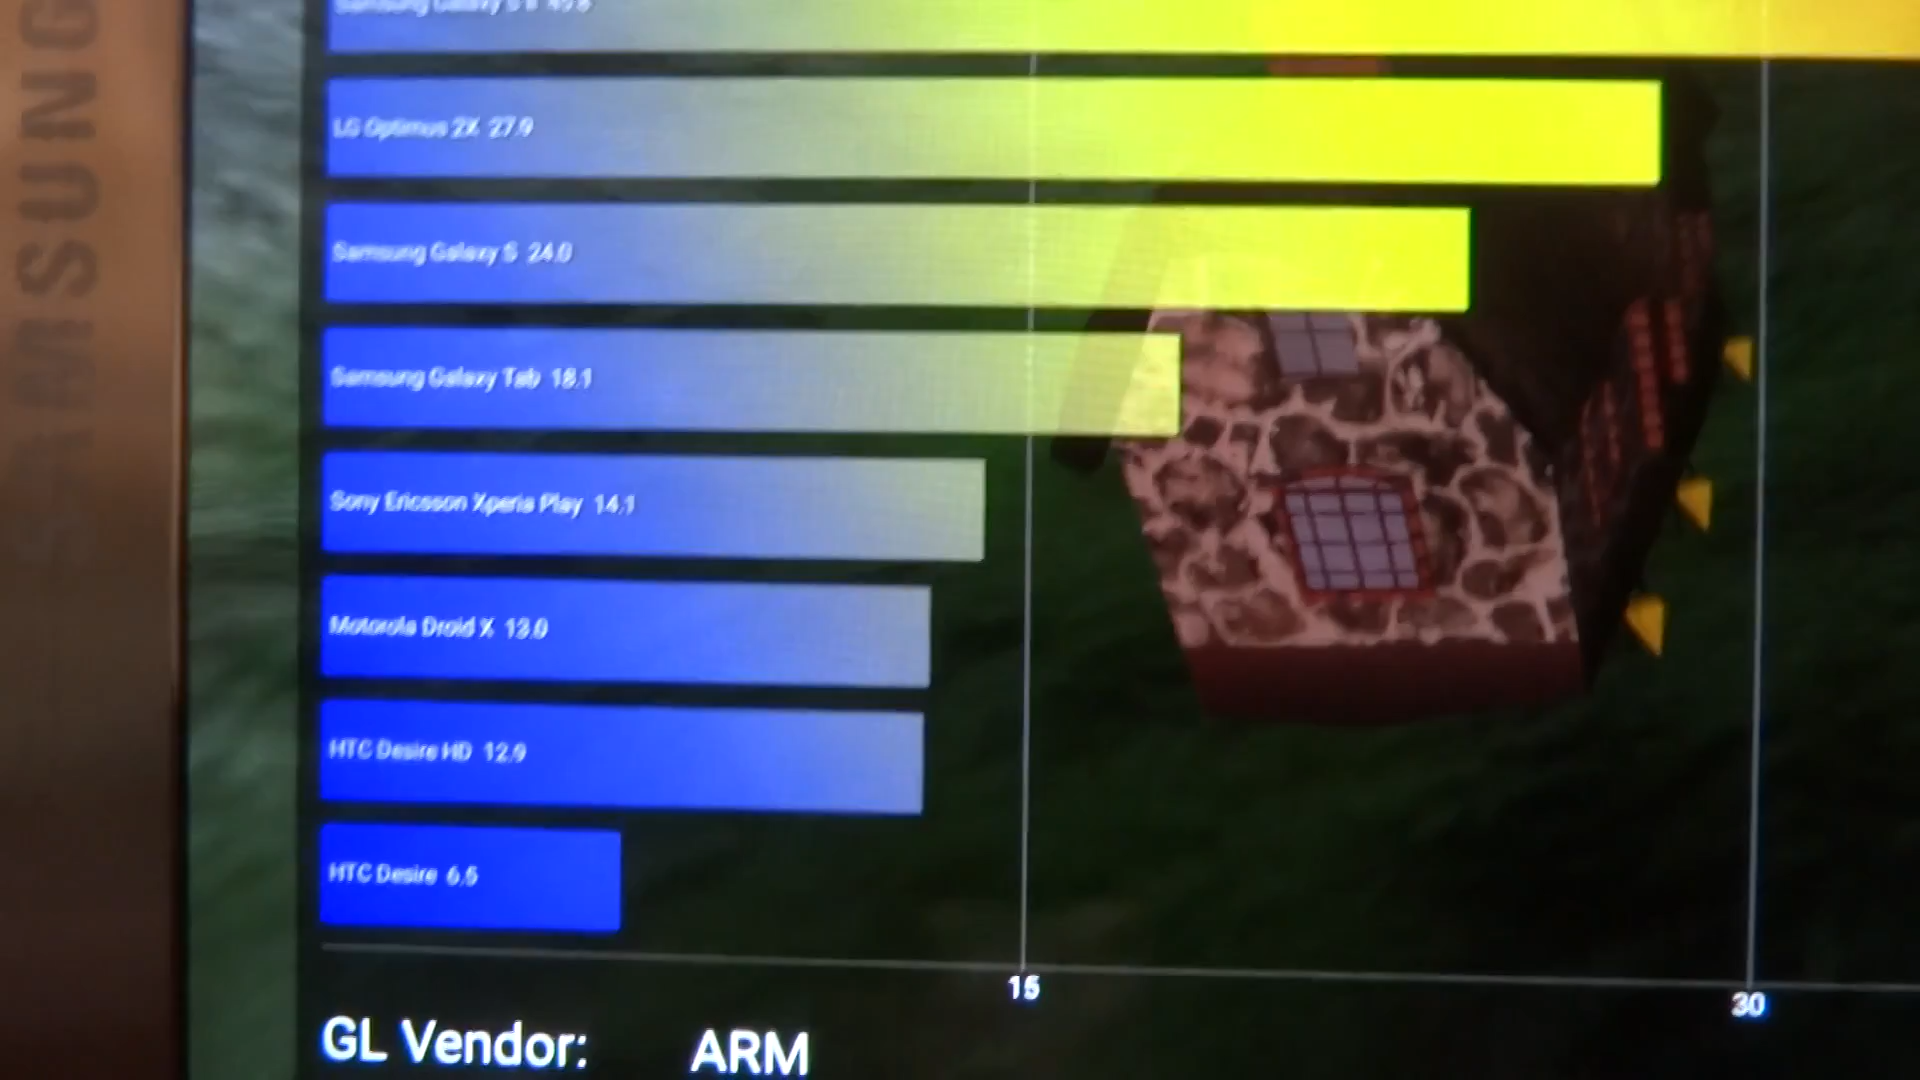 SAMSUNG
LG Optimus 2X 27.9
Samsung Galaxy S 24.0
Samsung Galaxy Tab 18.1
Sony Ericsson Xperia Play 14.1
Motorola Droid X 13.0
HTC Desire HD 12.9
HTC Desire 6.5
15
30
GL Vendor: ARM